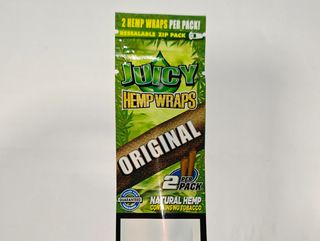 2 HEMP WRAPS PER PACK!
RESEALABLE ZIP PACK
JUICY
HEMP WRAPS
ORIGINAL
2 PER PACK
GUARANTEED
NATURAL HEMP
CONTAINS NO TOBACCO